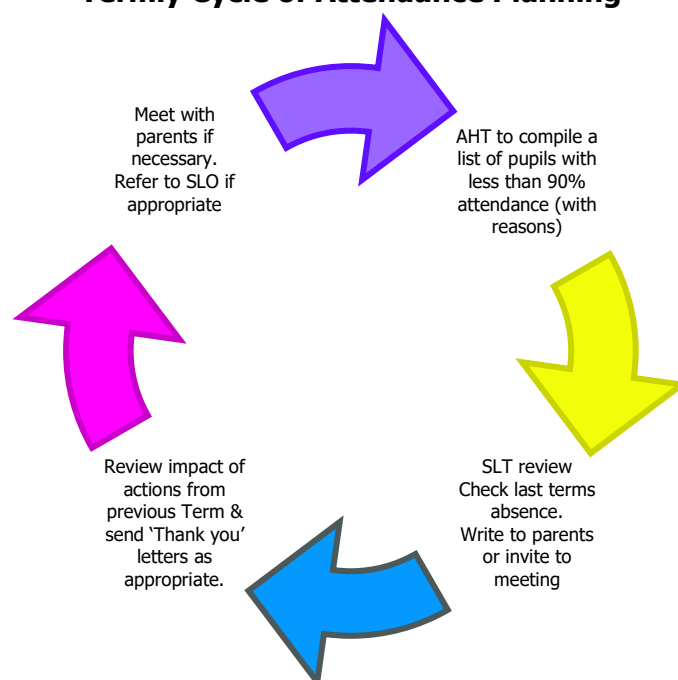 Termly Cycle of Attendance Planning
Meet with
parents if
necessary.
Refer to SLO if
appropriate
AHT to compile a
list of pupils with
less than 90%
attendance (with
reasons)
Review impact of
actions from
previous Term &
send ‘Thank you’
letters as
appropriate.
SLT review
Check last terms
absence.
Write to parents
or invite to
meeting